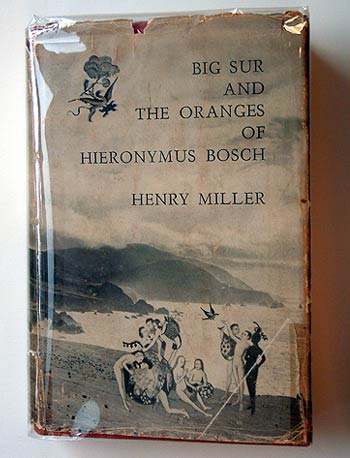 BIG SUR
AND
THE ORANGES
OF
HIERONYMUS BOSCH
HENRY MILLER